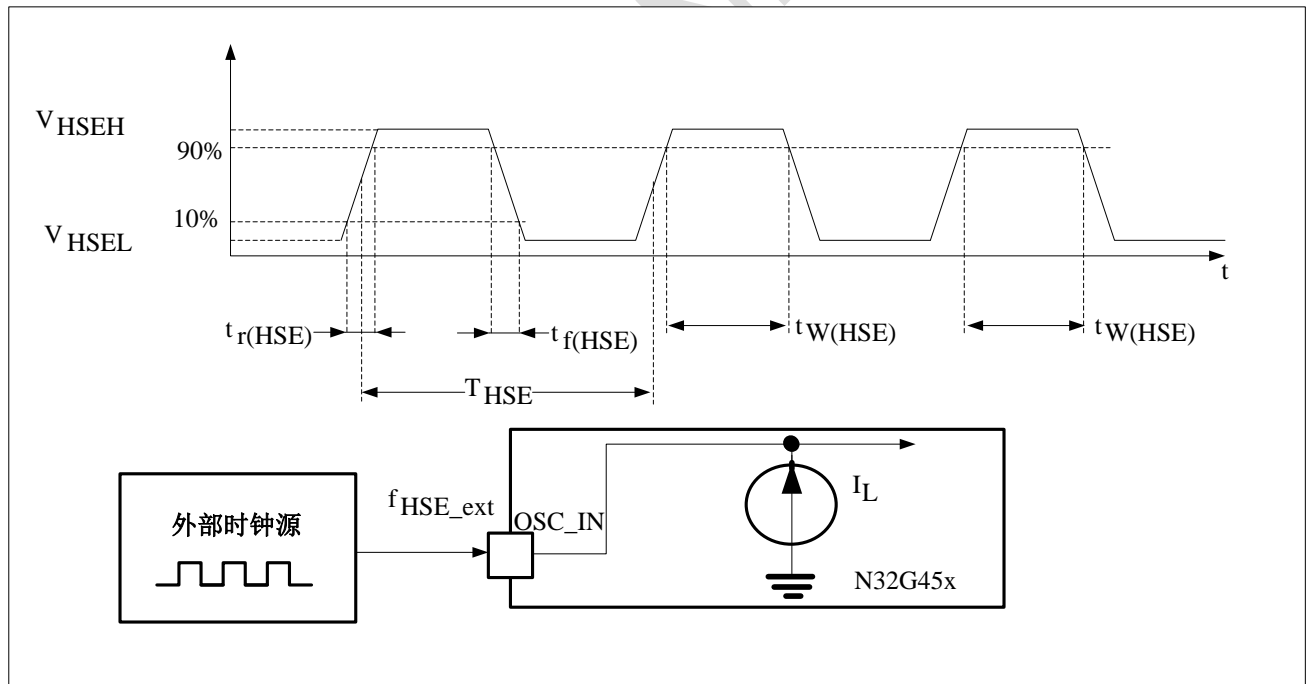 V HSEH
90%
10%
V HSEL
t
t r(HSE)
t f(HSE)
t W(HSE)
t W(HSE)
T HSE
外部时钟源
f HSE_ext
OSC_IN
I L
N32G45x